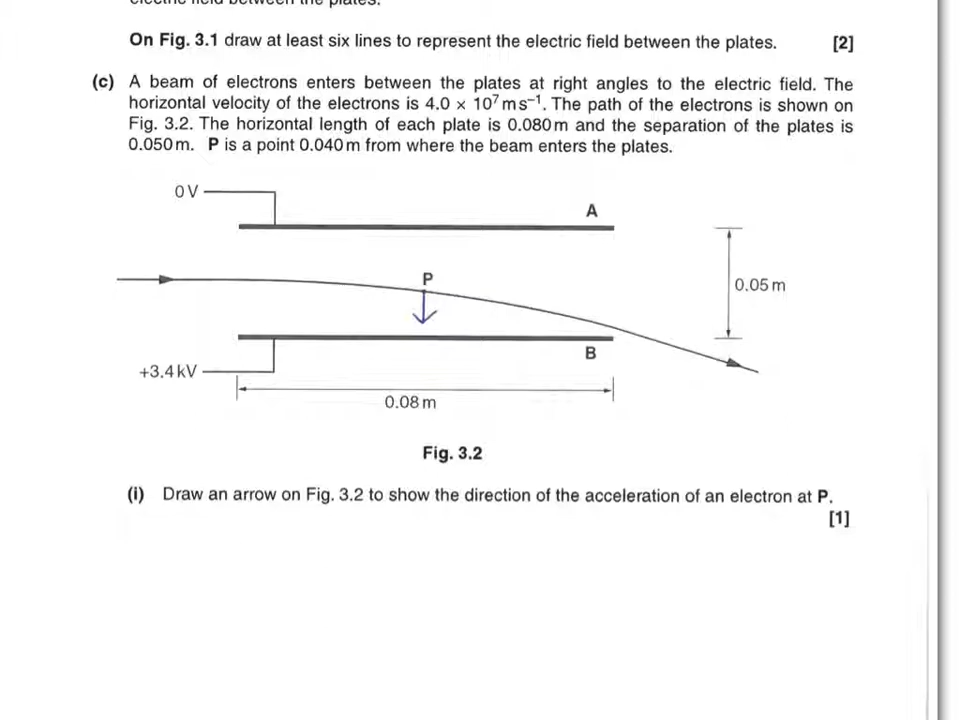 electric field between the plates.
On Fig. 3.1 draw at least six lines to represent the electric field between the plates. [2]
(c) A beam of electrons enters between the plates at right angles to the electric field. The
horizontal velocity of the electrons is 4.0 × 10⁷ m s⁻¹. The path of the electrons is shown on
Fig. 3.2. The horizontal length of each plate is 0.080 m and the separation of the plates is
0.050 m. P is a point 0.040 m from where the beam enters the plates.
0 V
A
P
0.05 m
B
+3.4 kV
0.08 m
Fig. 3.2
(i) Draw an arrow on Fig. 3.2 to show the direction of the acceleration of an electron at P.
[1]